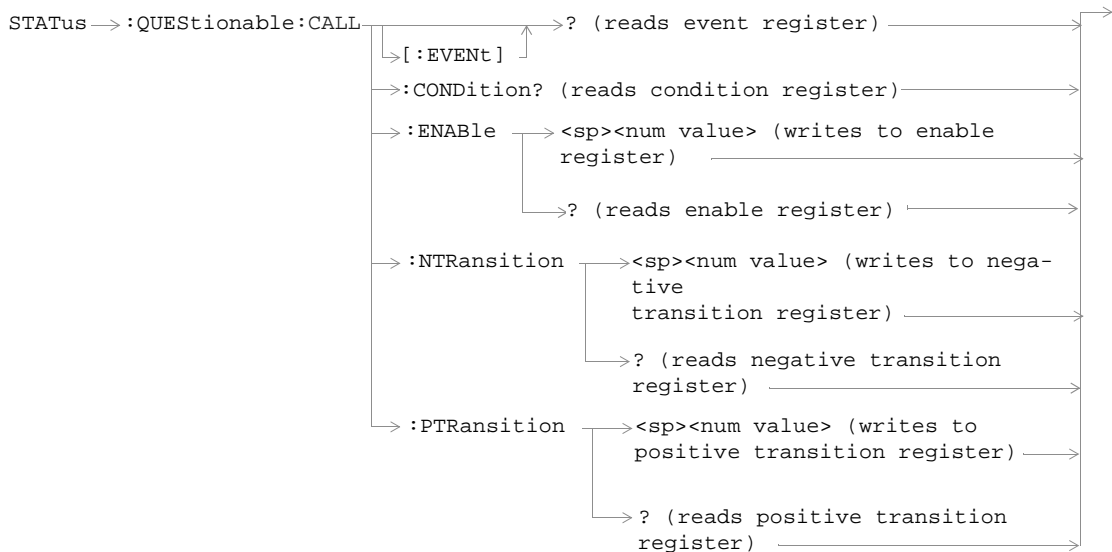 STATus :QUEStionable:CALL ? (reads event register)
[:EVENt]
:CONDition? (reads condition register)
:ENABle <sp><num value> (writes to enable
register)
? (reads enable register)
:NTRansition <sp><num value> (writes to nega-
tive
transition register)
? (reads negative transition
register)
:PTRansition <sp><num value> (writes to
positive transition register)
? (reads positive transition
register)